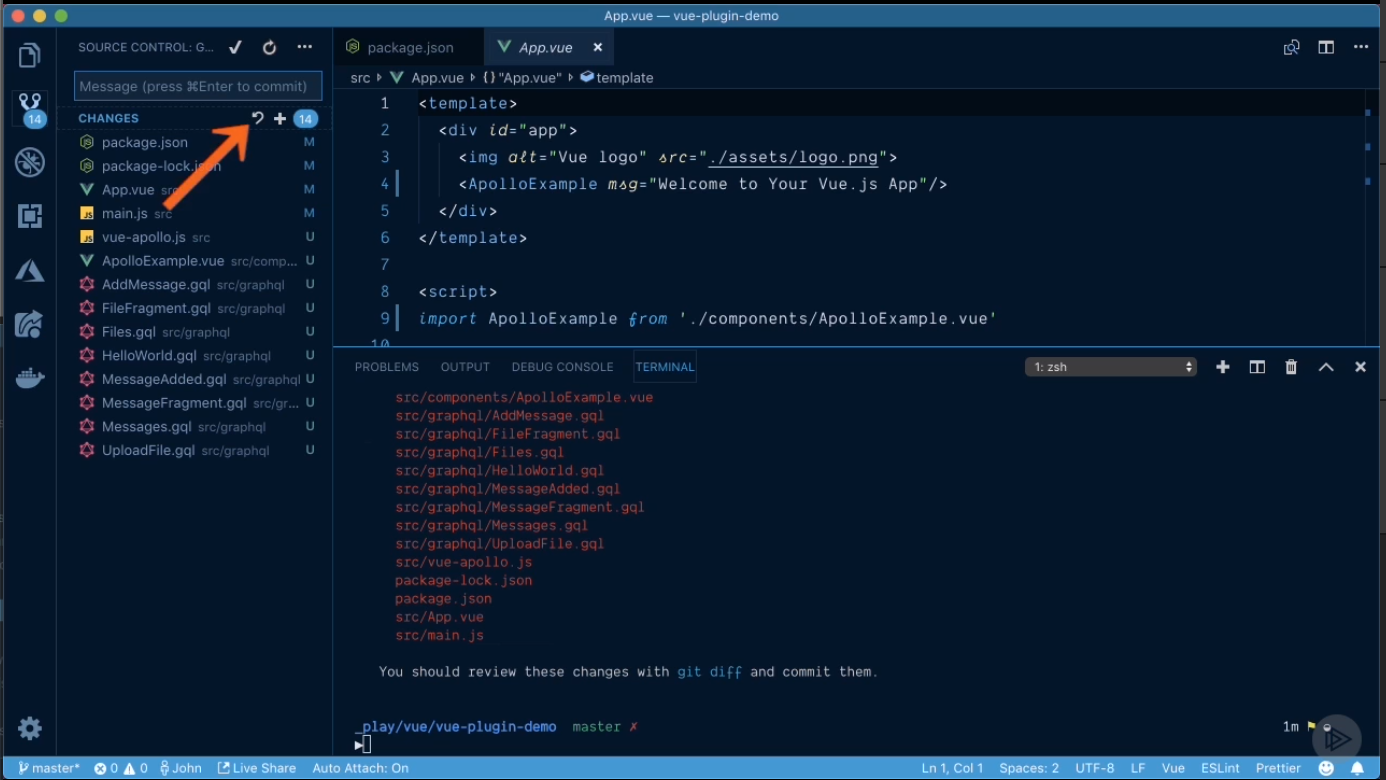 App.vue — vue-plugin-demo
SOURCE CONTROL: G...
Message (press ⌘Enter to commit)
CHANGES 14
14
package.json M
package-lock.json M
App.vue src M
main.js src M
vue-apollo.js src U
ApolloExample.vue src/comp... U
AddMessage.gql src/graphql U
FileFragment.gql src/graphql U
Files.gql src/graphql U
HelloWorld.gql src/graphql U
MessageAdded.gql src/graphql U
MessageFragment.gql src/gr... U
Messages.gql src/graphql U
UploadFile.gql src/graphql U
package.json App.vue
src App.vue {} "App.vue" template
1 <template>
2 <div id="app">
3 <img alt="Vue logo" src="./assets/logo.png">
4 <ApolloExample msg="Welcome to Your Vue.js App"/>
5 </div>
6 </template>
7
8 <script>
9 import ApolloExample from './components/ApolloExample.vue'
10
PROBLEMS OUTPUT DEBUG CONSOLE TERMINAL 1: zsh
src/components/ApolloExample.vue
src/graphql/AddMessage.gql
src/graphql/FileFragment.gql
src/graphql/Files.gql
src/graphql/HelloWorld.gql
src/graphql/MessageAdded.gql
src/graphql/MessageFragment.gql
src/graphql/Messages.gql
src/graphql/UploadFile.gql
src/vue-apollo.js
package-lock.json
package.json
src/App.vue
src/main.js
You should review these changes with git diff and commit them.
_play/vue/vue-plugin-demo master ✗ 1m
master* 0 0 John Live Share Auto Attach: On Ln 1, Col 1 Spaces: 2 UTF-8 LF Vue ESLint Prettier